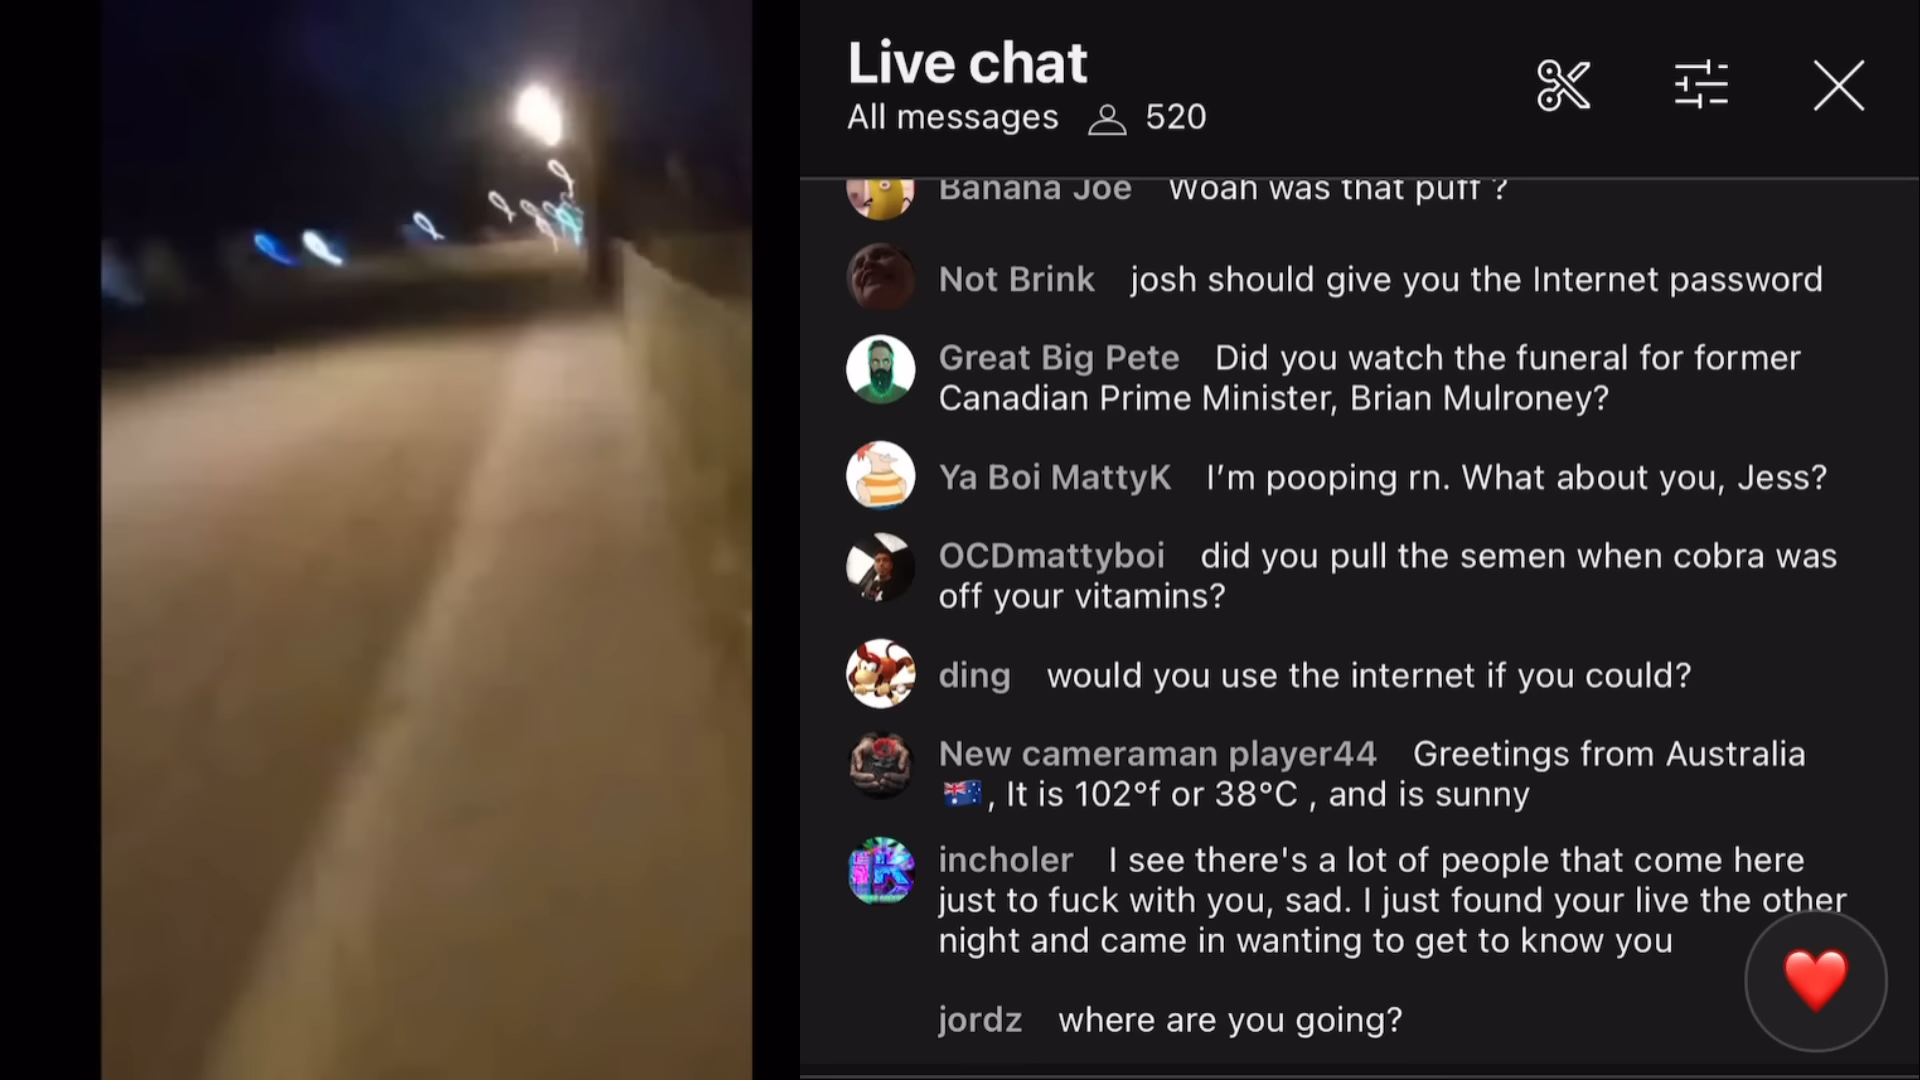 Live chat
All messages 520
Banana Joe Woah was that puff ?
Not Brink josh should give you the Internet password
Great Big Pete Did you watch the funeral for former
Canadian Prime Minister, Brian Mulroney?
Ya Boi MattyK I’m pooping rn. What about you, Jess?
OCDmattyboi did you pull the semen when cobra was
off your vitamins?
ding would you use the internet if you could?
New cameraman player44 Greetings from Australia
🇦🇺, It is 102°f or 38°C , and is sunny
incholer I see there's a lot of people that come here
just to fuck with you, sad. I just found your live the other
night and came in wanting to get to know you
jordz where are you going?